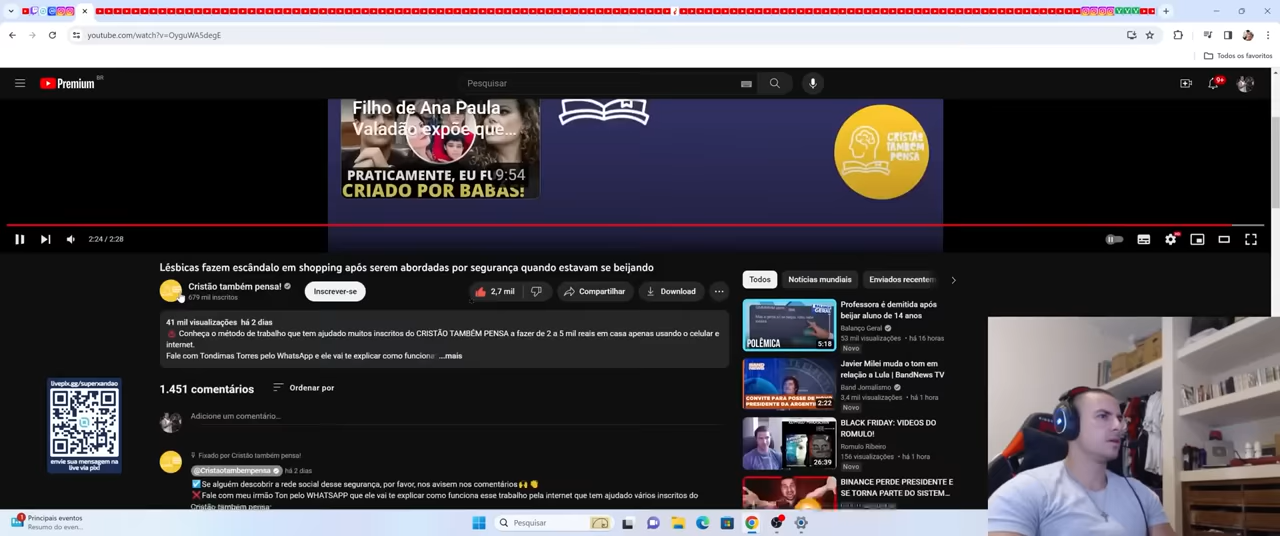 youtube.com/watch?v=OyguWA5degE
Todos os favoritos
Premium
BR
Pesquisar
9+
Filho de Ana Paula
Valadão expõe que...
PRATICAMENTE, EU FU
CRIADO POR BABAS!
9:54
CRISTÃO
TAMBÉM
PENSA!
2:24 / 2:28
Lésbicas fazem escândalo em shopping após serem abordadas por segurança quando estavam se beijando
Cristão também pensa!
679 mil inscritos
Inscrever-se
2,7 mil
Compartilhar
Download
41 mil visualizações há 2 dias
Conheça o método de trabalho que tem ajudado muitos inscritos do CRISTÃO TAMBÉM PENSA a fazer de 2 a 5 mil reais em casa apenas usando o celular e
internet.
Fale com Tondimas Torres pelo WhatsApp e ele vai te explicar como funciona ...mais
1.451 comentários
Ordenar por
Adicione um comentário...
Fixado por Cristão também pensa!
@Cristaotambempensa há 2 dias
Se alguém descobrir a rede social desse segurança, por favor, nos avisem nos comentários
Fale com meu irmão Ton pelo WHATSAPP que ele vai te explicar como funciona esse trabalho pela internet que tem ajudado vários inscritos do
Cristão também pensa:
livepix.gg/superxandao
envie sua mensagem na
live via pix!
Todos
Notícias mundiais
Enviados recentem
Professora é demitida após
beijar aluno de 14 anos
Balanço Geral
53 mil visualizações • há 16 horas
Novo
POLÊMICA
5:18
Javier Milei muda o tom em
relação a Lula | BandNews TV
Band Jornalismo
3,4 mil visualizações • há 1 hora
Novo
CONVITE PARA POSSE DE NOVO
PRESIDENTE DA ARGENTI
2:22
BLACK FRIDAY: VIDEOS DO
ROMULO!
Romulo Ribeiro
156 visualizações • há 1 hora
Novo
26:39
BINANCE PERDE PRESIDENTE E
SE TORNA PARTE DO SISTEM...
Principais eventos
Resumo do even...
Pesquisar